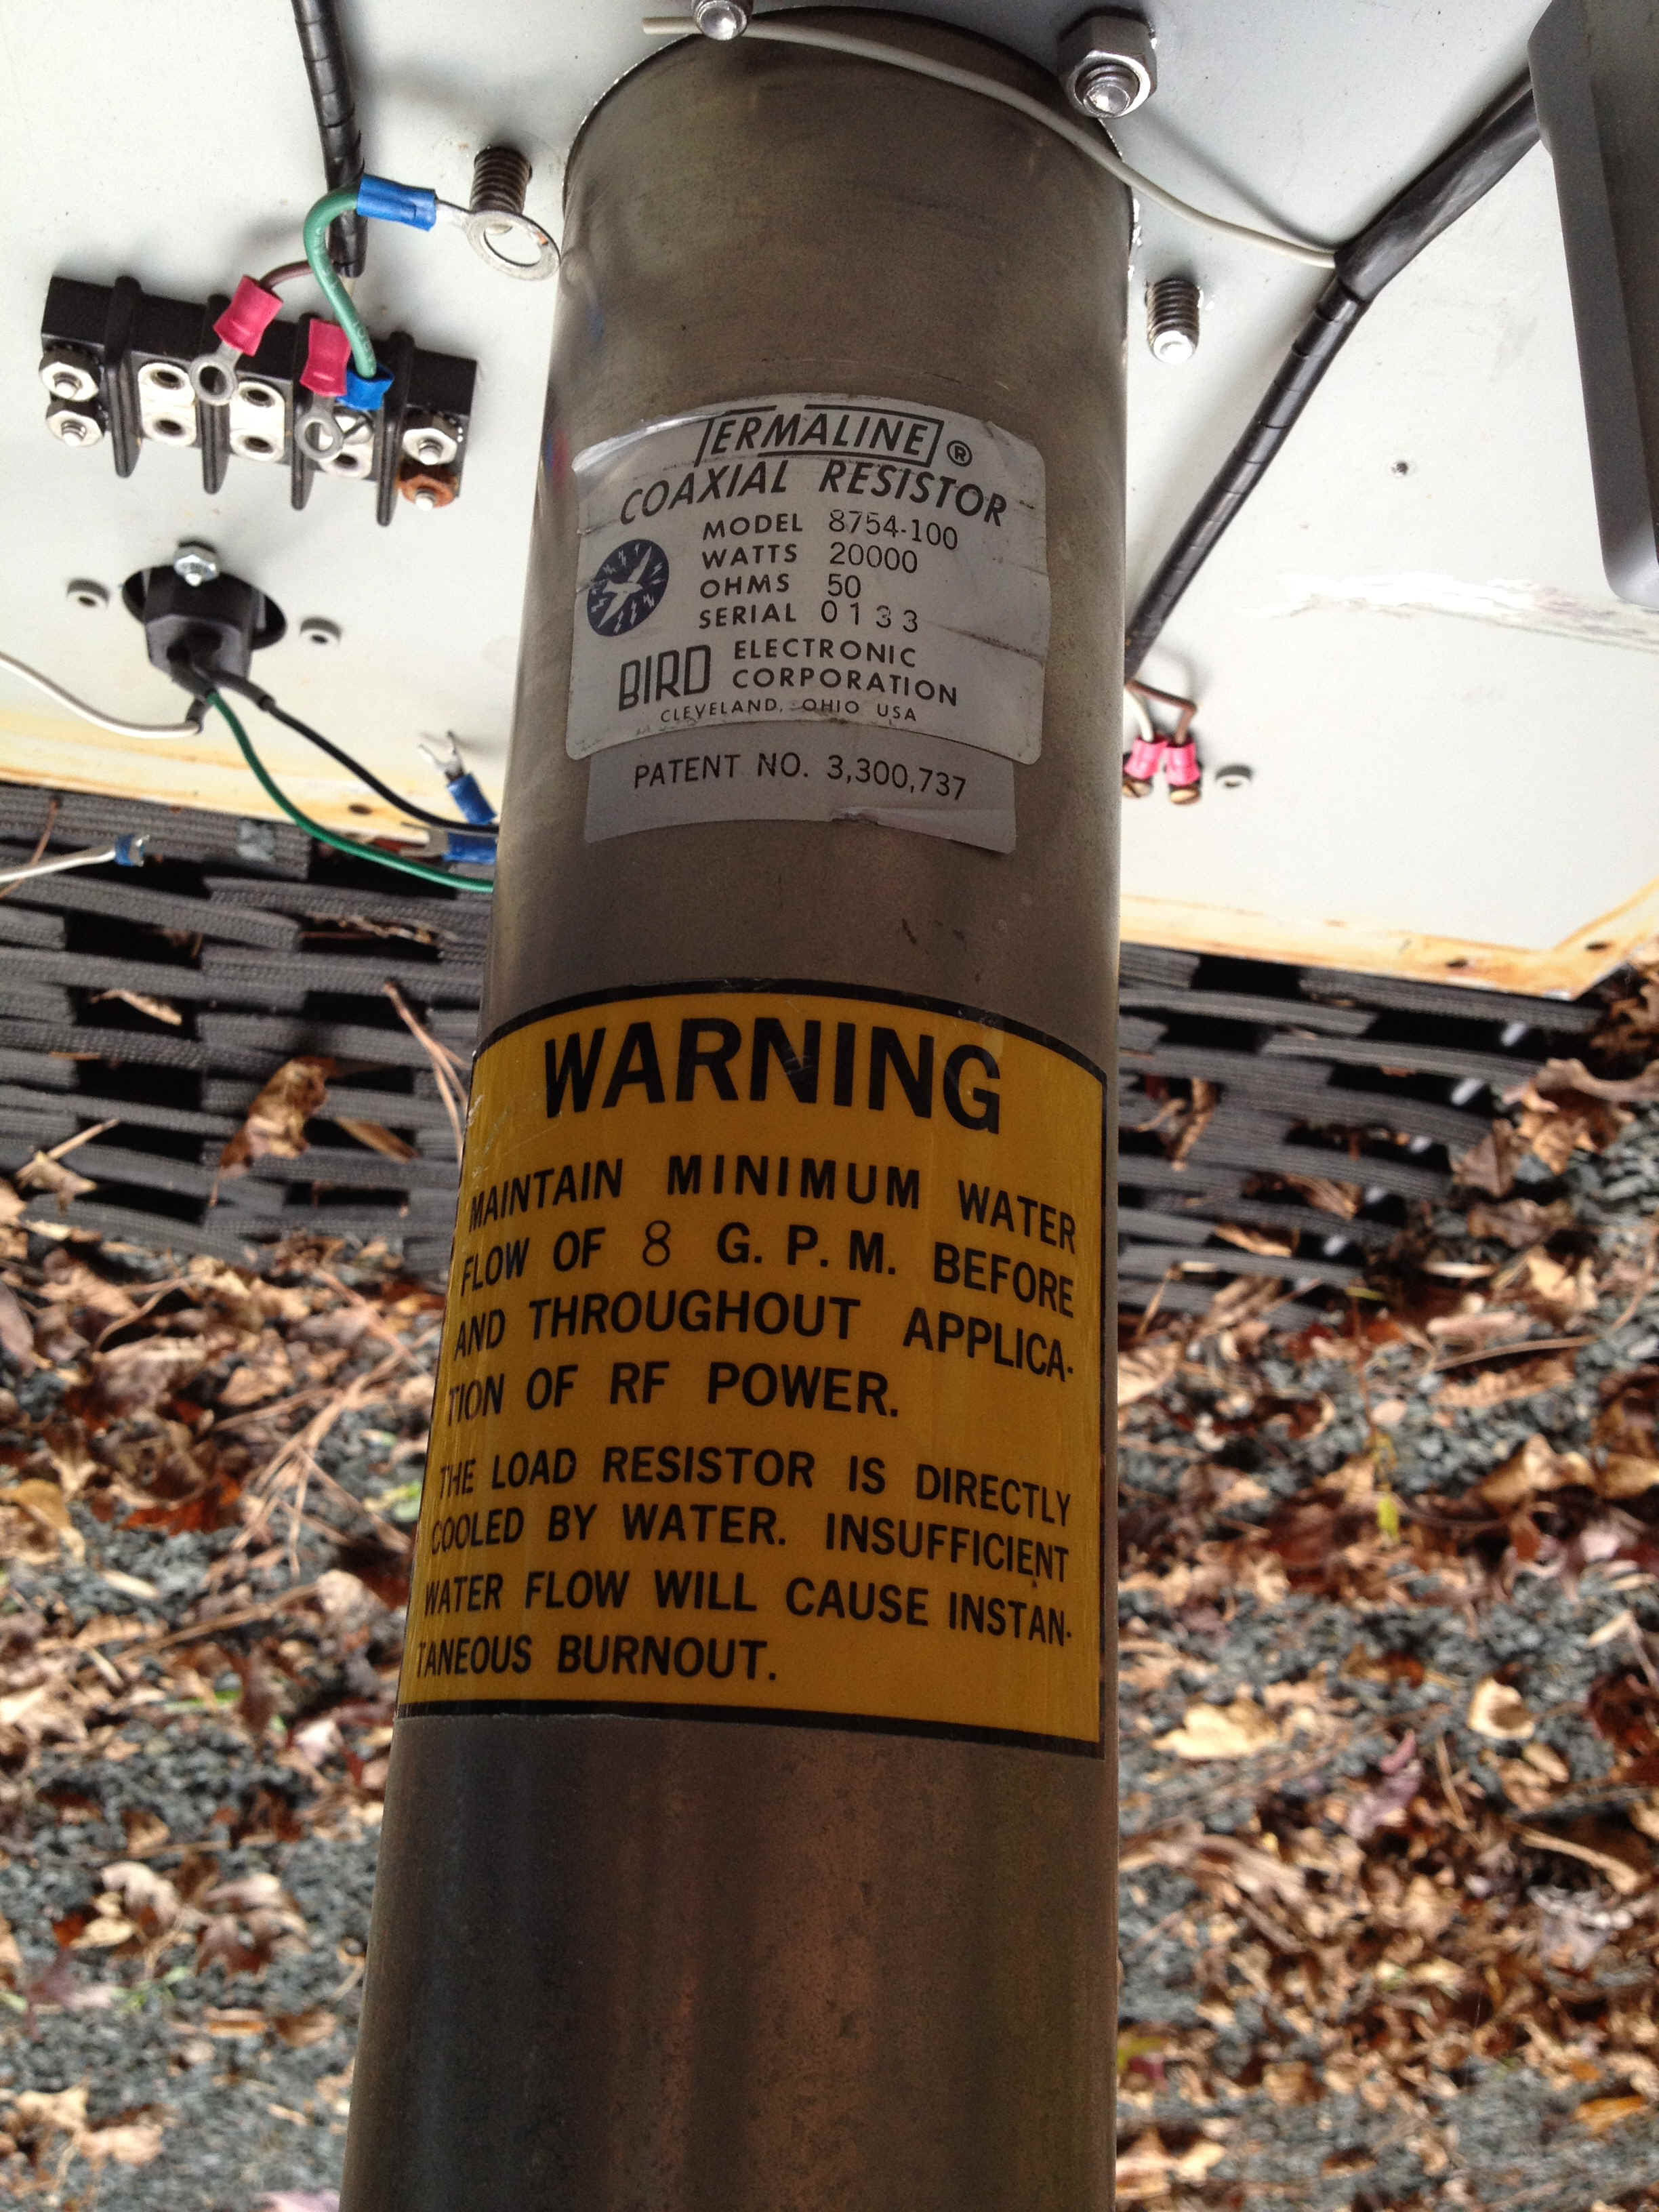 TERMALINE ®
COAXIAL RESISTOR
MODEL 8754-100
WATTS 20000
OHMS 50
SERIAL 0133
BIRD ELECTRONIC
CORPORATION
CLEVELAND, OHIO USA
PATENT NO. 3,300,737
WARNING
MAINTAIN MINIMUM WATER
FLOW OF 8 G.P.M. BEFORE
AND THROUGHOUT APPLICA-
TION OF RF POWER.
THE LOAD RESISTOR IS DIRECTLY
COOLED BY WATER. INSUFFICIENT
WATER FLOW WILL CAUSE INSTAN-
TANEOUS BURNOUT.